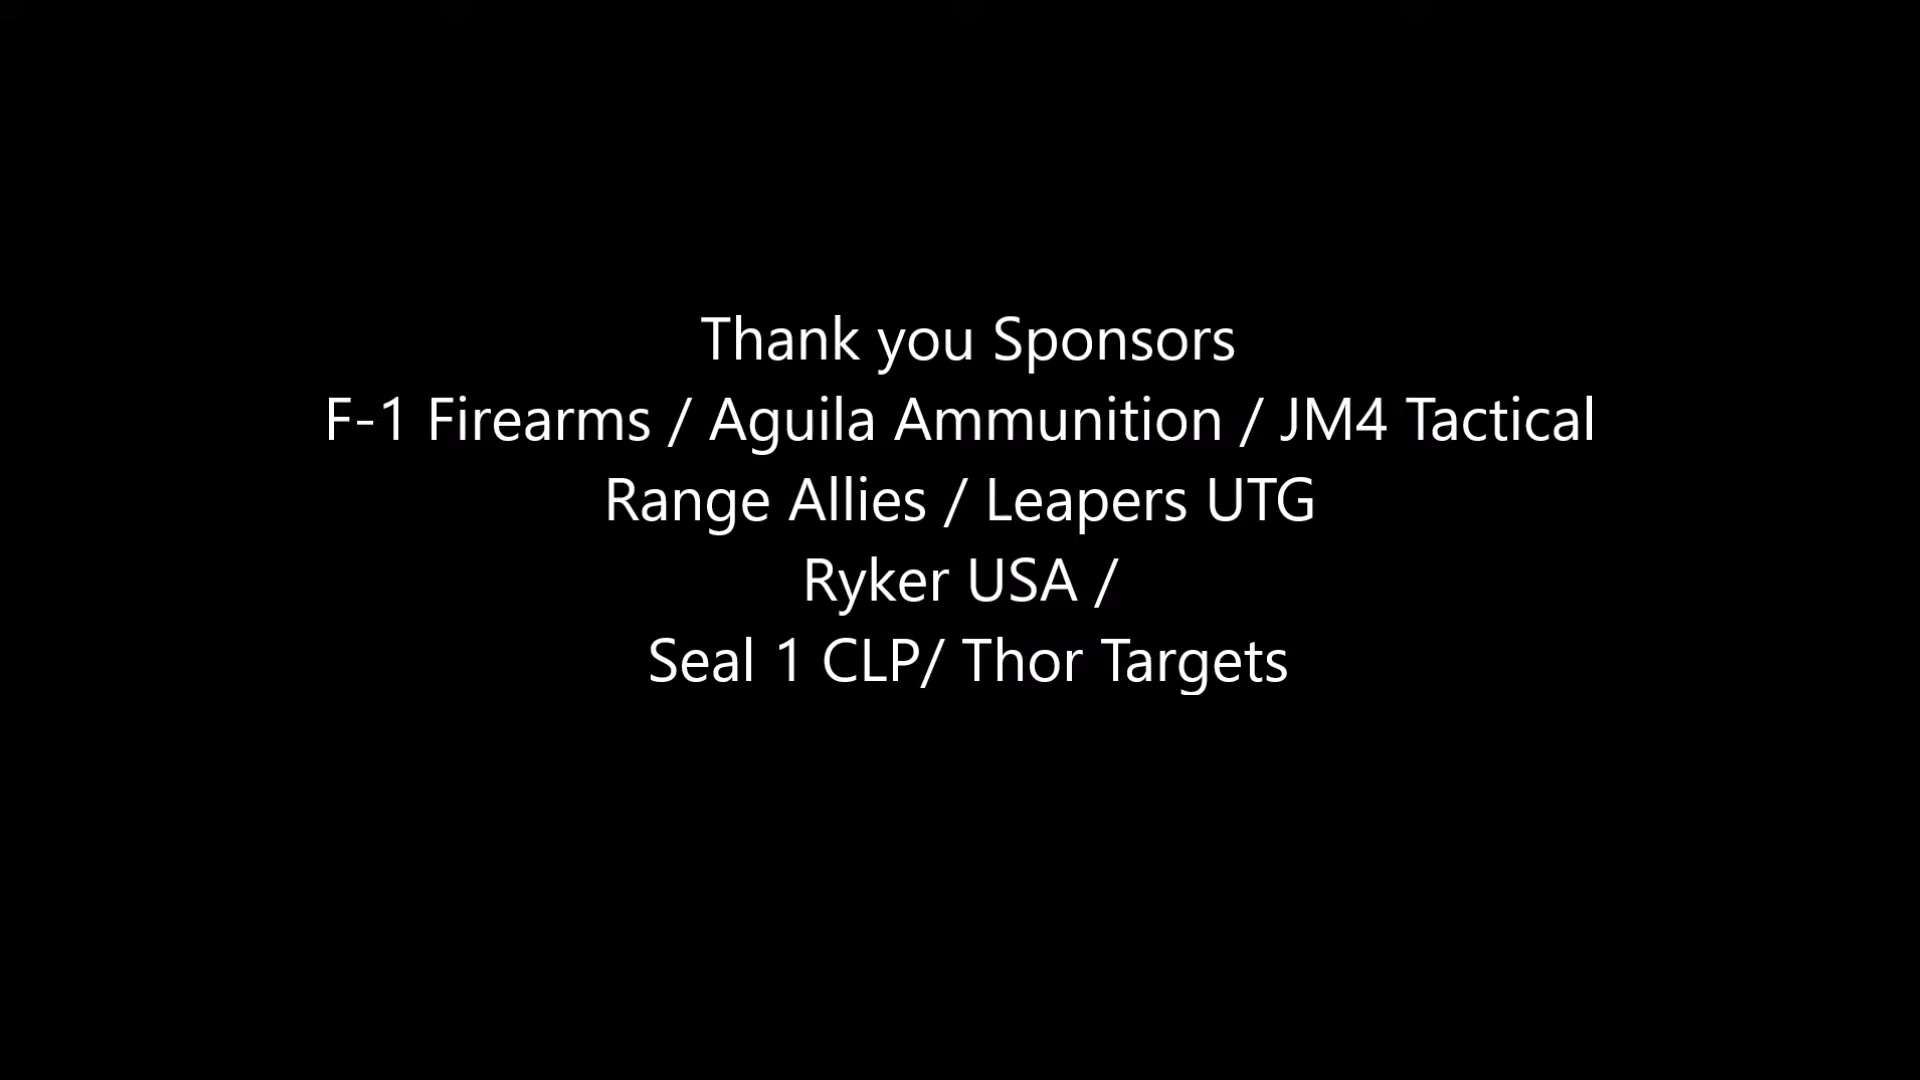 Thank you Sponsors
F-1 Firearms / Aguila Ammunition / JM4 Tactical
Range Allies / Leapers UTG
Ryker USA /
Seal 1 CLP/ Thor Targets